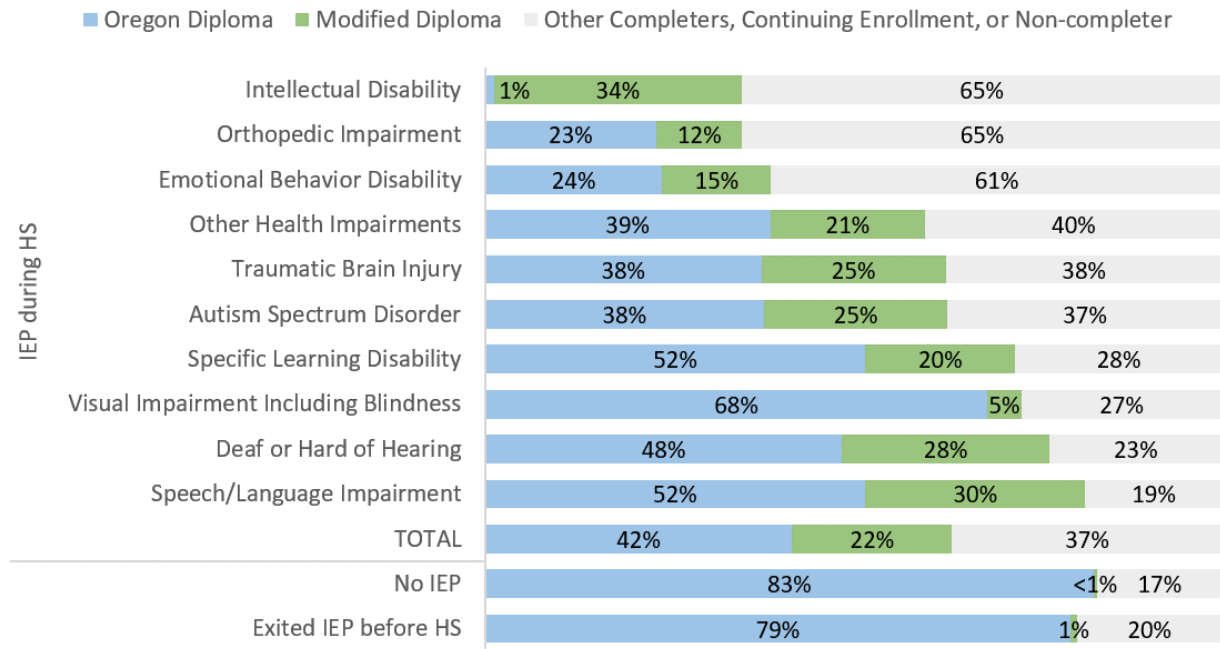 Oregon Diploma Modified Diploma Other Completers, Continuing Enrollment, or Non-completer
IEP during HS
Intellectual Disability 1% 34% 65%
Orthopedic Impairment 23% 12% 65%
Emotional Behavior Disability 24% 15% 61%
Other Health Impairments 39% 21% 40%
Traumatic Brain Injury 38% 25% 38%
Autism Spectrum Disorder 38% 25% 37%
Specific Learning Disability 52% 20% 28%
Visual Impairment Including Blindness 68% 5% 27%
Deaf or Hard of Hearing 48% 28% 23%
Speech/Language Impairment 52% 30% 19%
TOTAL 42% 22% 37%
No IEP 83% <1% 17%
Exited IEP before HS 79% 1% 20%